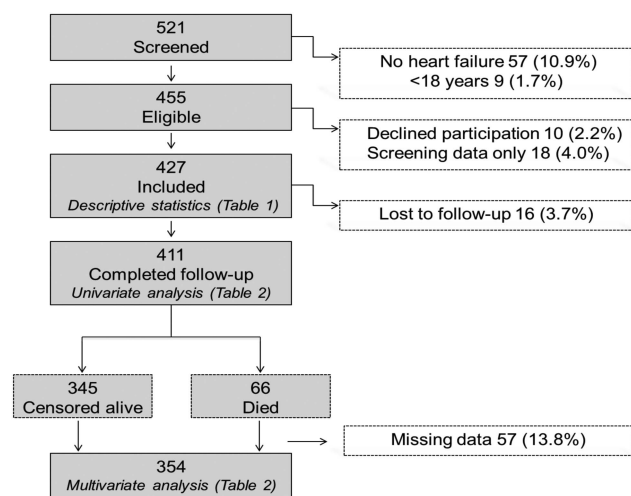 521
Screened
No heart failure 57 (10.9%)
<18 years 9 (1.7%)
455
Eligible
Declined participation 10 (2.2%)
Screening data only 18 (4.0%)
427
Included
Descriptive statistics (Table 1)
Lost to follow-up 16 (3.7%)
411
Completed follow-up
Univariate analysis (Table 2)
345
Censored alive
66
Died
Missing data 57 (13.8%)
354
Multivariate analysis (Table 2)